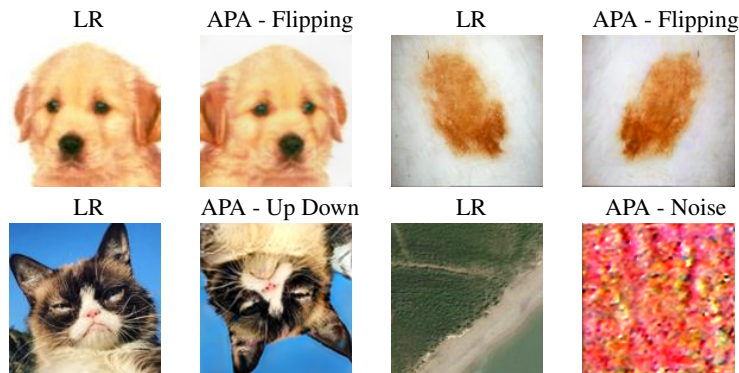 LR
APA - Flipping
LR
APA - Flipping
LR
APA - Up Down
LR
APA - Noise